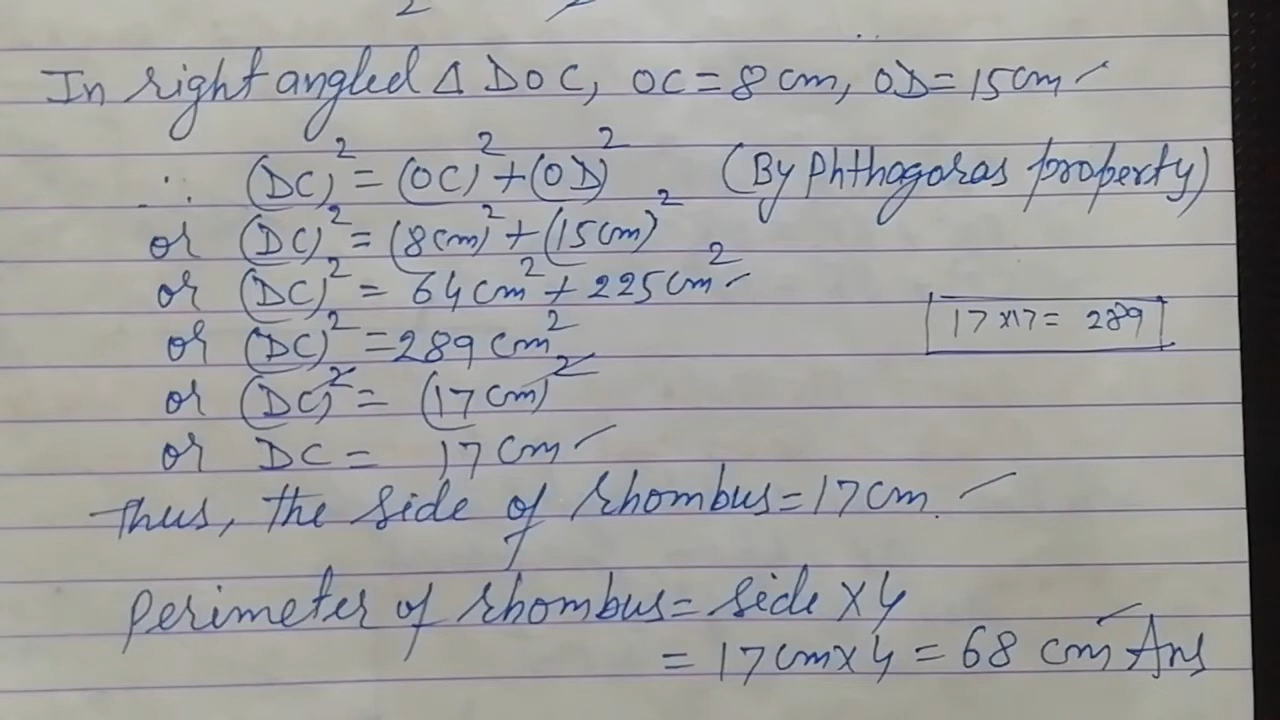 In right angled Δ DOC, OC = 8 cm, OD = 15 cm
∴ (DC)² = (OC)² + (OD)² (By Phthagoras property)
or (DC)² = (8 cm)² + (15 cm)²
or (DC)² = 64 cm² + 225 cm²
or (DC)² = 289 cm²
17 × 17 = 289
or (DC)² = (17 cm)²
or DC = 17 cm
Thus, the side of rhombus = 17 cm.
Perimeter of rhombus = side × 4
= 17 cm × 4 = 68 cm Ans